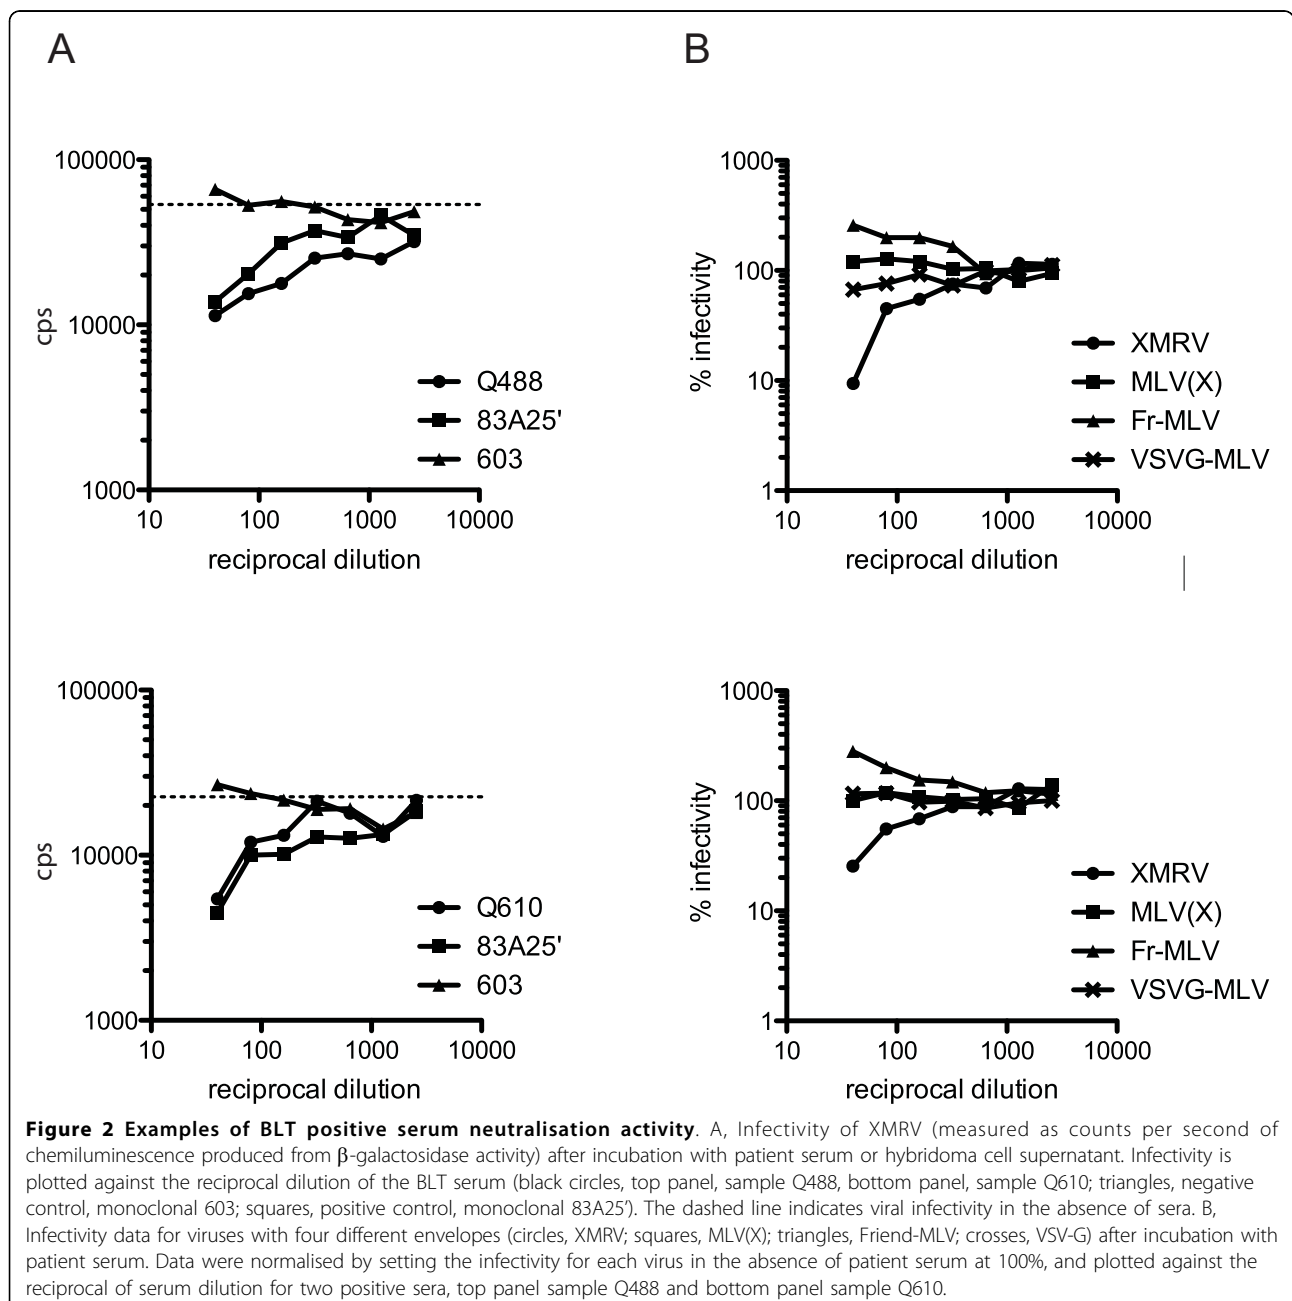 A
B
100000
10000
1000
cps
10
100
1000
10000
reciprocal dilution
Q488
83A25'
603
1000
100
10
1
% infectivity
10
100
1000
10000
reciprocal dilution
XMRV
MLV(X)
Fr-MLV
VSVG-MLV
100000
10000
1000
cps
10
100
1000
10000
reciprocal dilution
Q610
83A25'
603
1000
100
10
1
% infectivity
10
100
1000
10000
reciprocal dilution
XMRV
MLV(X)
Fr-MLV
VSVG-MLV
Figure 2 Examples of BLT positive serum neutralisation activity. A, Infectivity of XMRV (measured as counts per second of
chemiluminescence produced from β-galactosidase activity) after incubation with patient serum or hybridoma cell supernatant. Infectivity is
plotted against the reciprocal dilution of the BLT serum (black circles, top panel, sample Q488, bottom panel, sample Q610; triangles, negative
control, monoclonal 603; squares, positive control, monoclonal 83A25’). The dashed line indicates viral infectivity in the absence of sera. B,
Infectivity data for viruses with four different envelopes (circles, XMRV; squares, MLV(X); triangles, Friend-MLV; crosses, VSV-G) after incubation with
patient serum. Data were normalised by setting the infectivity for each virus in the absence of patient serum at 100%, and plotted against the
reciprocal of serum dilution for two positive sera, top panel sample Q488 and bottom panel sample Q610.